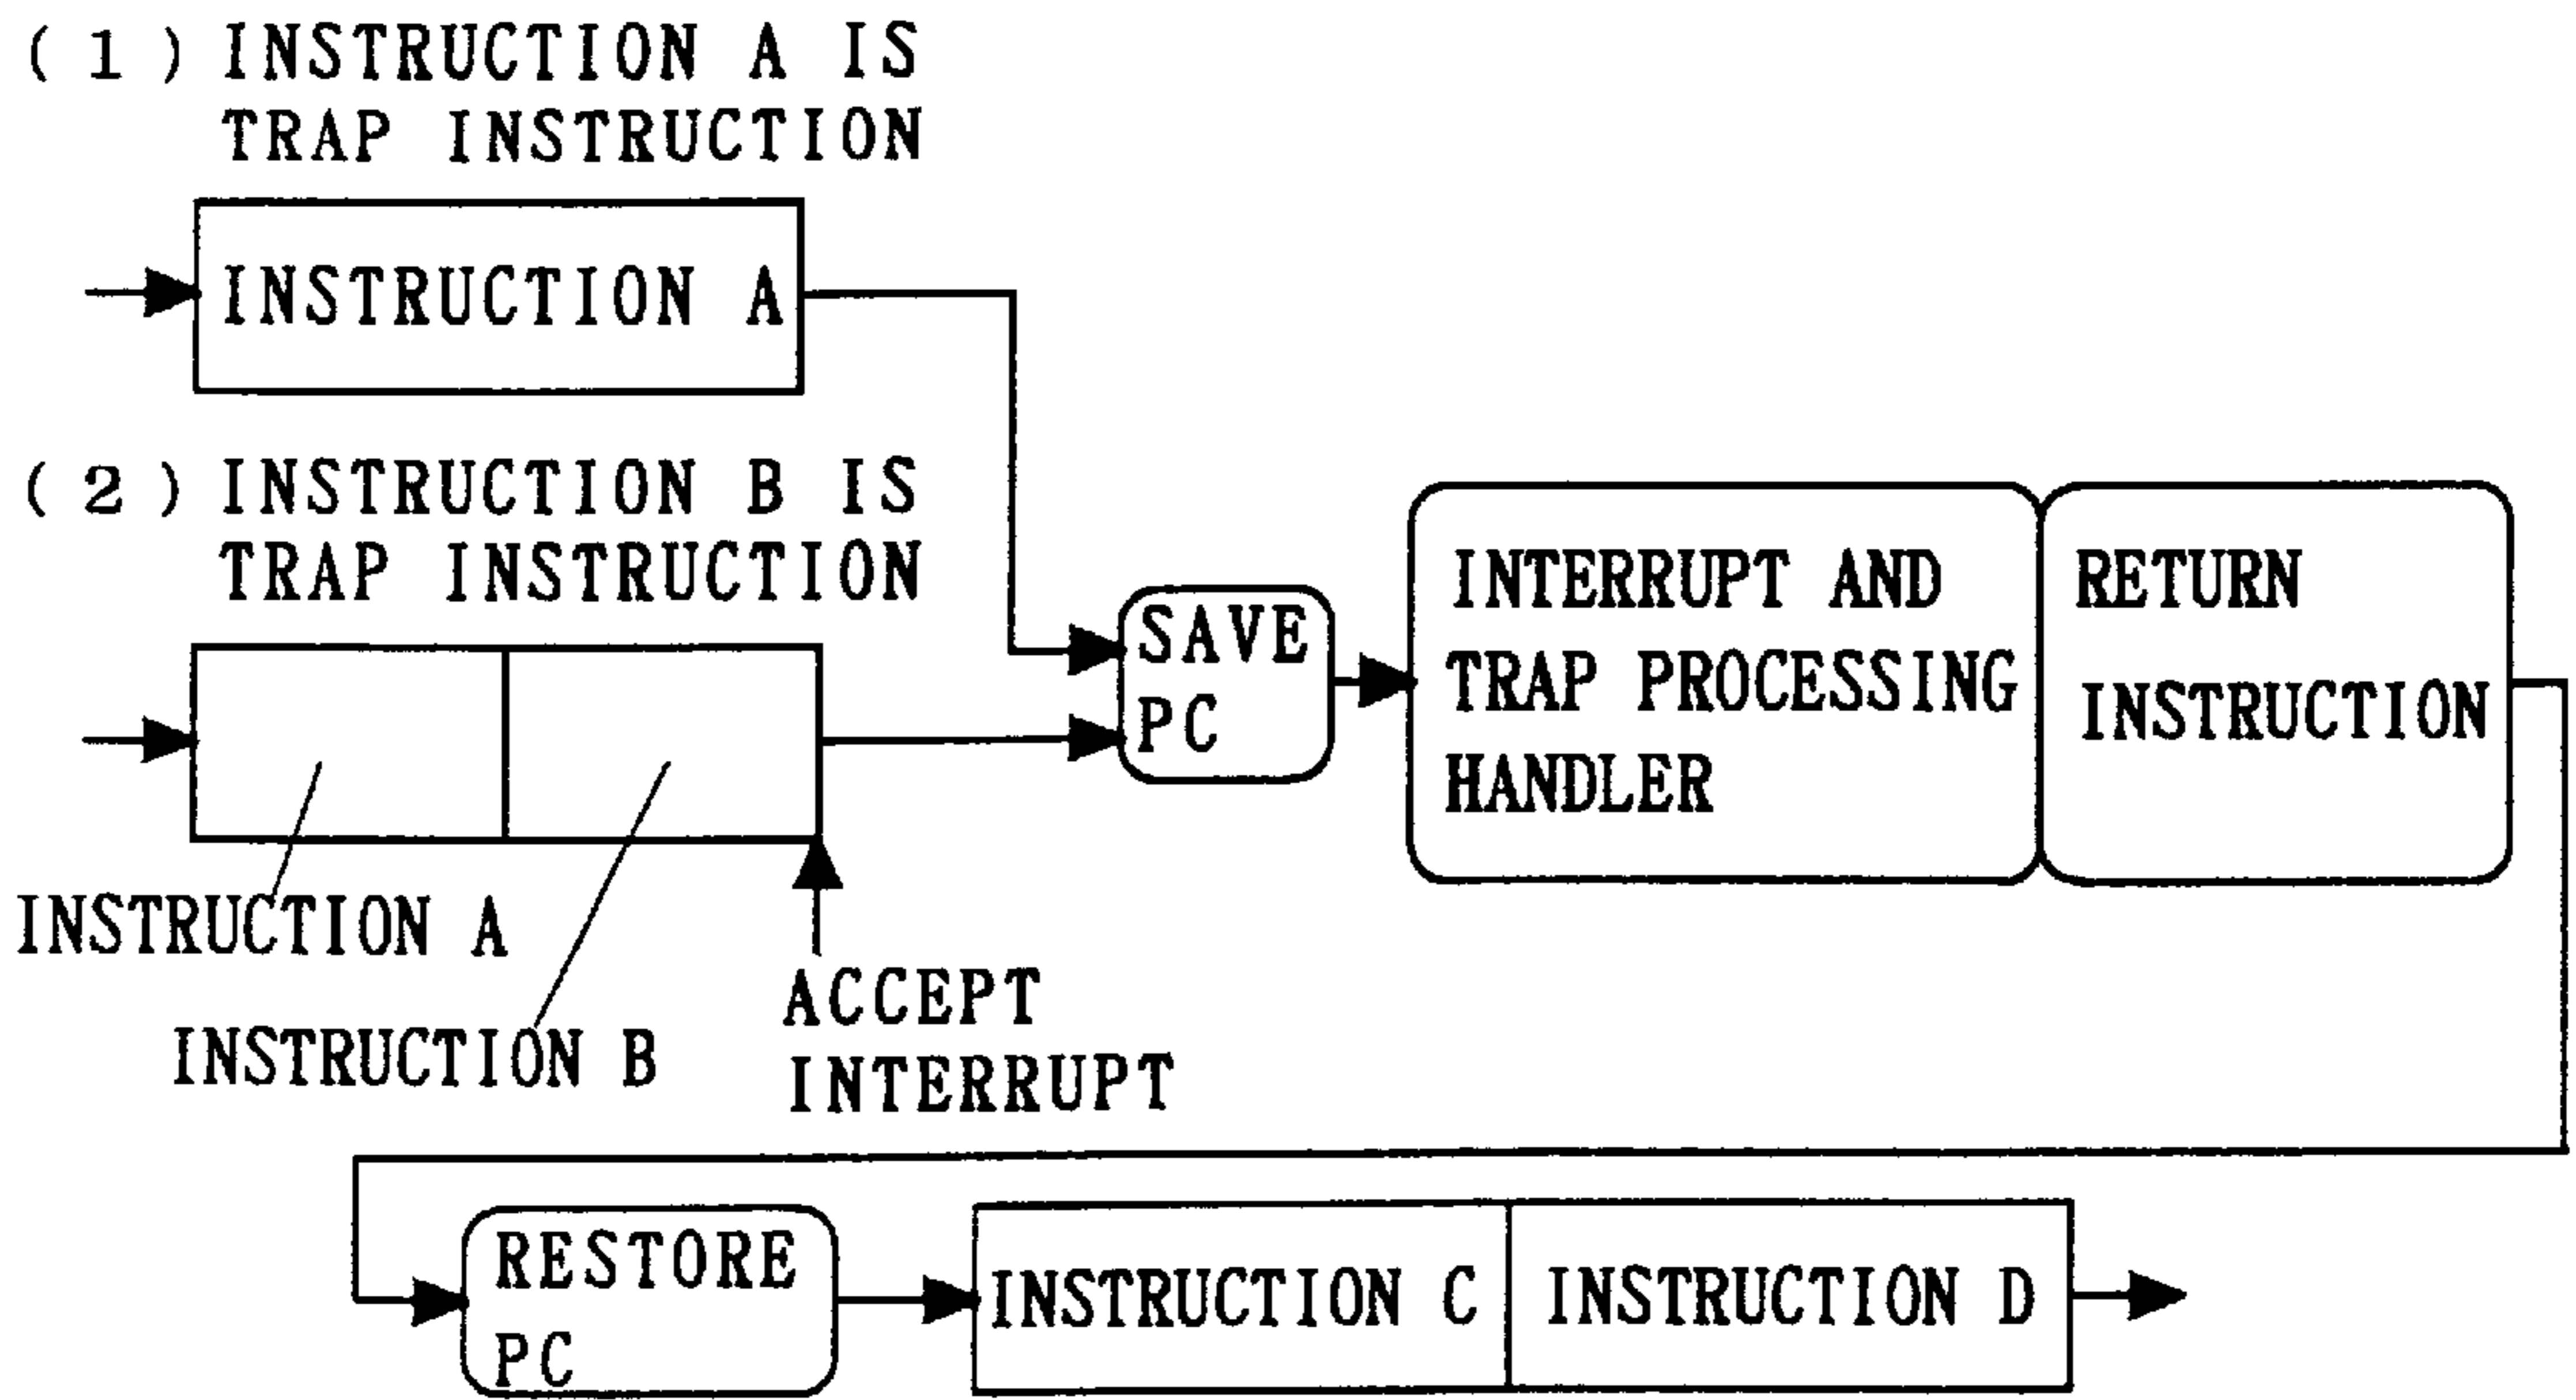 ( 1 ) INSTRUCTION A IS
TRAP INSTRUCTION
INSTRUCTION A
( 2 ) INSTRUCTION B IS
TRAP INSTRUCTION
SAVE
PC
INTERRUPT AND
TRAP PROCESSING
HANDLER
RETURN
INSTRUCTION
INSTRUCTION A
INSTRUCTION B
ACCEPT
INTERRUPT
RESTORE
PC
INSTRUCTION C
INSTRUCTION D